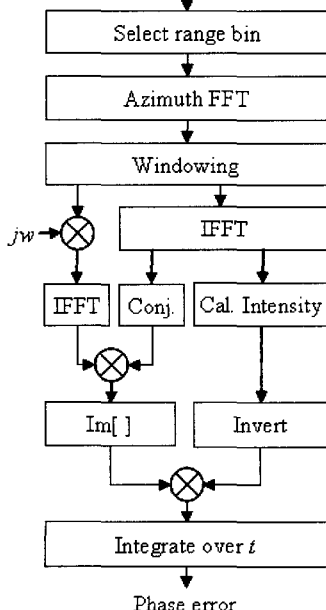 Select range bin
Azimuth FFT
Windowing
jw
IFFT
IFFT
Conj.
Cal. Intensity
Im[ ]
Invert
Integrate over t
Phase error